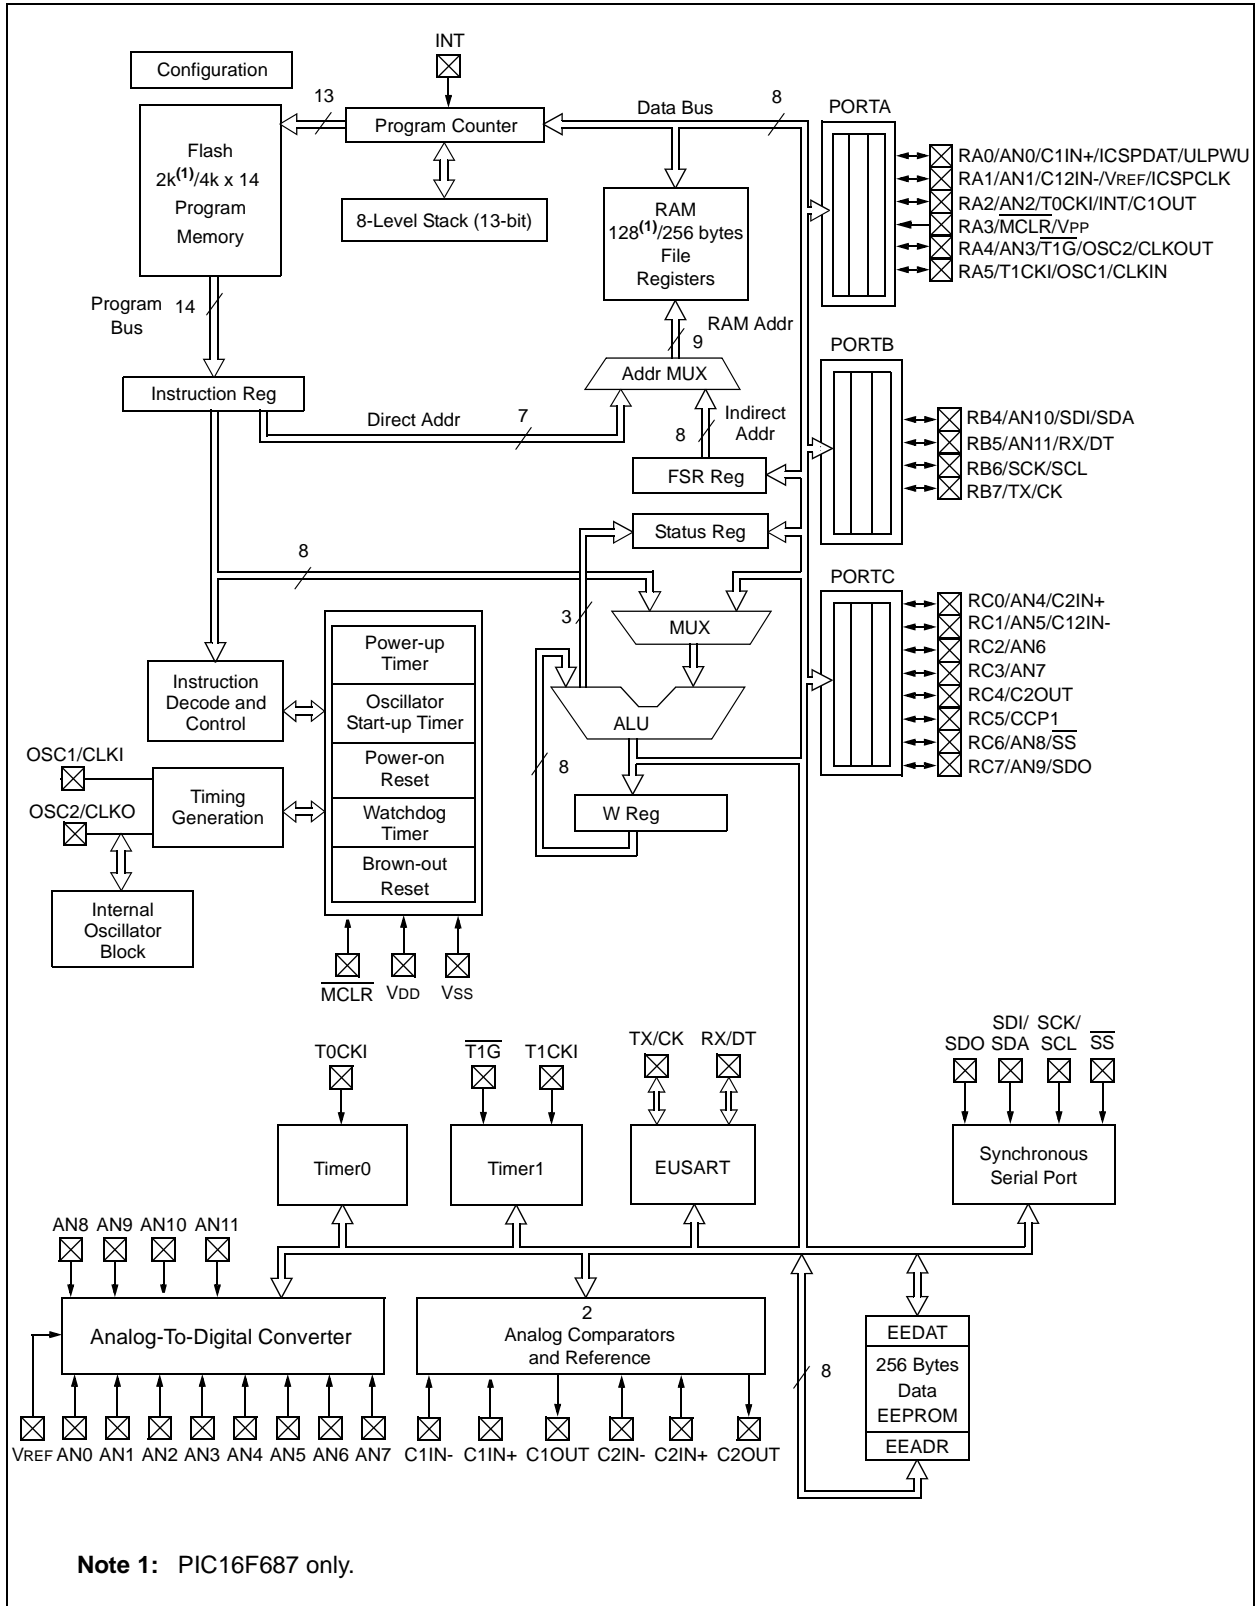 INT
Configuration
13
Data Bus
8
PORTA
Program Counter
Flash
2k(1)/4k x 14
Program
Memory
8-Level Stack (13-bit)
RAM
128(1)/256 bytes
File
Registers
RA0/AN0/C1IN+/ICSPDAT/ULPWU
RA1/AN1/C12IN-/VREF/ICSPCLK
RA2/AN2/T0CKI/INT/C1OUT
RA3/MCLR/VPP
RA4/AN3/T1G/OSC2/CLKOUT
RA5/T1CKI/OSC1/CLKIN
Program
Bus
14
RAM Addr
9
PORTB
Addr MUX
Instruction Reg
Direct Addr
7
Indirect
Addr
8
RB4/AN10/SDI/SDA
RB5/AN11/RX/DT
RB6/SCK/SCL
RB7/TX/CK
FSR Reg
Status Reg
8
PORTC
3
MUX
RC0/AN4/C2IN+
RC1/AN5/C12IN-
RC2/AN6
RC3/AN7
RC4/C2OUT
RC5/CCP1
RC6/AN8/SS
RC7/AN9/SDO
Power-up
Timer
Oscillator
Start-up Timer
Power-on
Reset
Watchdog
Timer
Brown-out
Reset
Instruction
Decode and
Control
ALU
8
W Reg
OSC1/CLKI
OSC2/CLKO
Timing
Generation
Internal
Oscillator
Block
MCLR
VDD
VSS
T0CKI
T1G
T1CKI
TX/CK
RX/DT
SDO
SDI/
SDA
SCK/
SCL
SS
Timer0
Timer1
EUSART
Synchronous
Serial Port
AN8
AN9
AN10
AN11
Analog-To-Digital Converter
2
Analog Comparators
and Reference
8
EEDAT
256 Bytes
Data
EEPROM
EEADR
VREF
AN0
AN1
AN2
AN3
AN4
AN5
AN6
AN7
C1IN-
C1IN+
C1OUT
C2IN-
C2IN+
C2OUT
Note 1: PIC16F687 only.